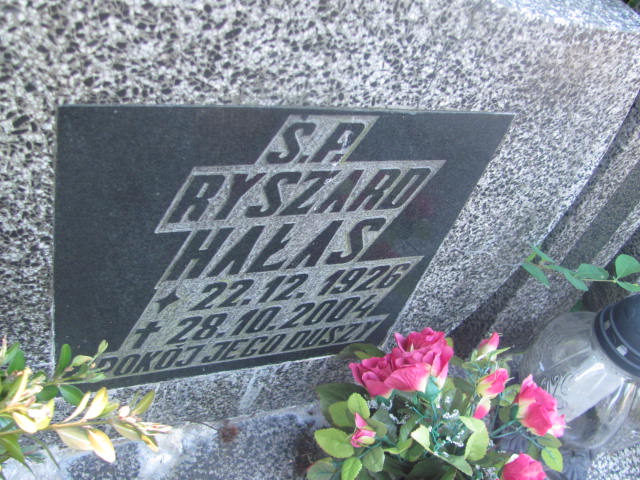 Ś.P.
RYSZARD
HAŁAS
22.12.1926
28.10.2004
POKÓJ JEGO DUSZY